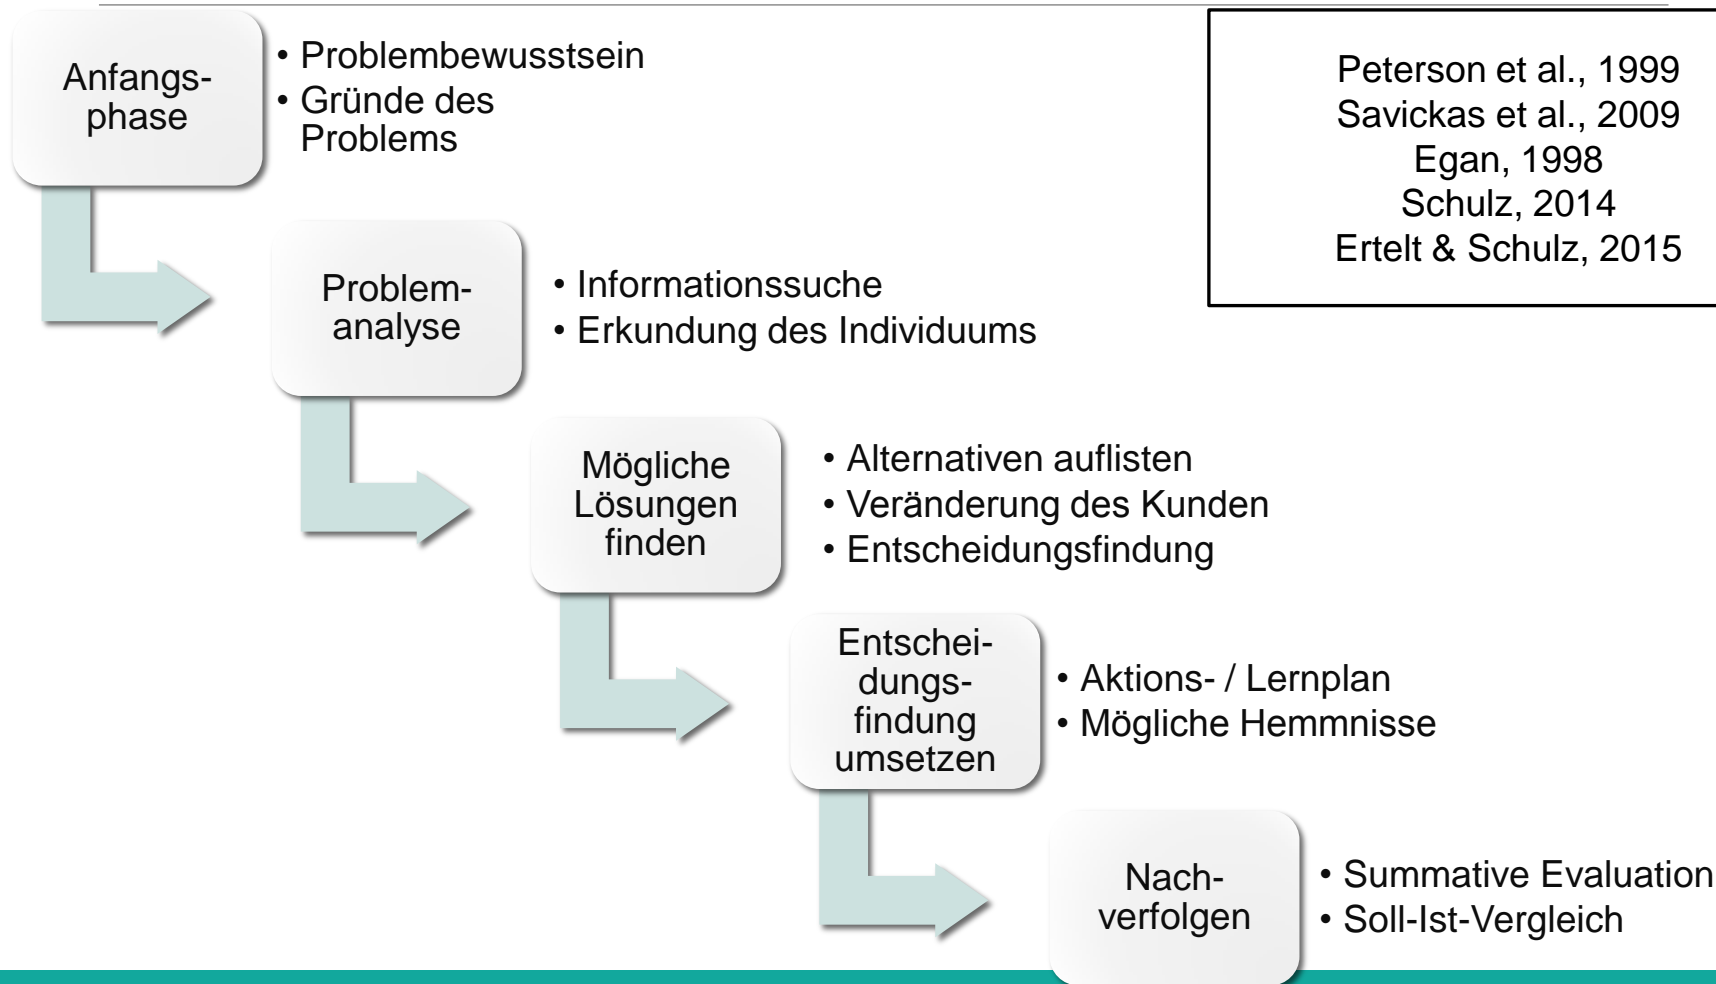 Anfangs-
phase
• Problembewusstsein
• Gründe des
Problems
Peterson et al., 1999
Savickas et al., 2009
Egan, 1998
Schulz, 2014
Ertelt & Schulz, 2015
Problem-
analyse
• Informationssuche
• Erkundung des Individuums
Mögliche
Lösungen
finden
• Alternativen auflisten
• Veränderung des Kunden
• Entscheidungsfindung
Entschei-
dungs-
findung
umsetzen
• Aktions- / Lernplan
• Mögliche Hemmnisse
Nach-
verfolgen
• Summative Evaluation
• Soll-Ist-Vergleich